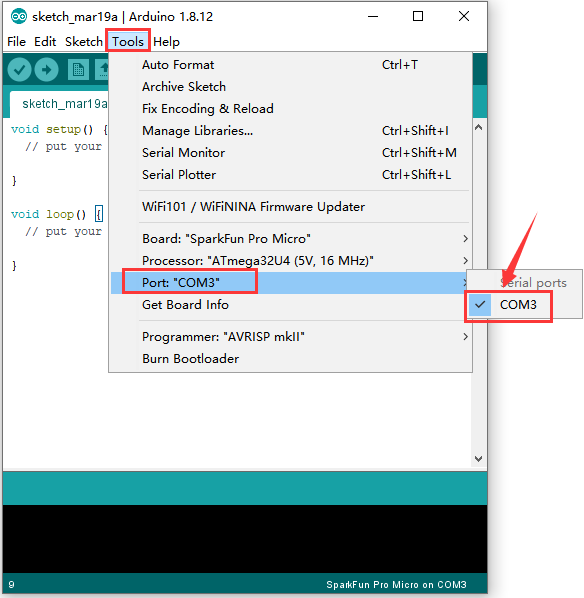 sketch_mar19a | Arduino 1.8.12
File Edit Sketch Tools Help
sketch_mar19a
void setup() {
// put your
}
void loop() {
// put your
}
Auto Format Ctrl+T
Archive Sketch
Fix Encoding & Reload
Manage Libraries... Ctrl+Shift+I
Serial Monitor Ctrl+Shift+M
Serial Plotter Ctrl+Shift+L
WiFi101 / WiFiNINA Firmware Updater
Board: "SparkFun Pro Micro"
Processor: "ATmega32U4 (5V, 16 MHz)"
Port: "COM3"
Get Board Info
Programmer: "AVRISP mkII"
Burn Bootloader
Serial ports
COM3
9 SparkFun Pro Micro on COM3